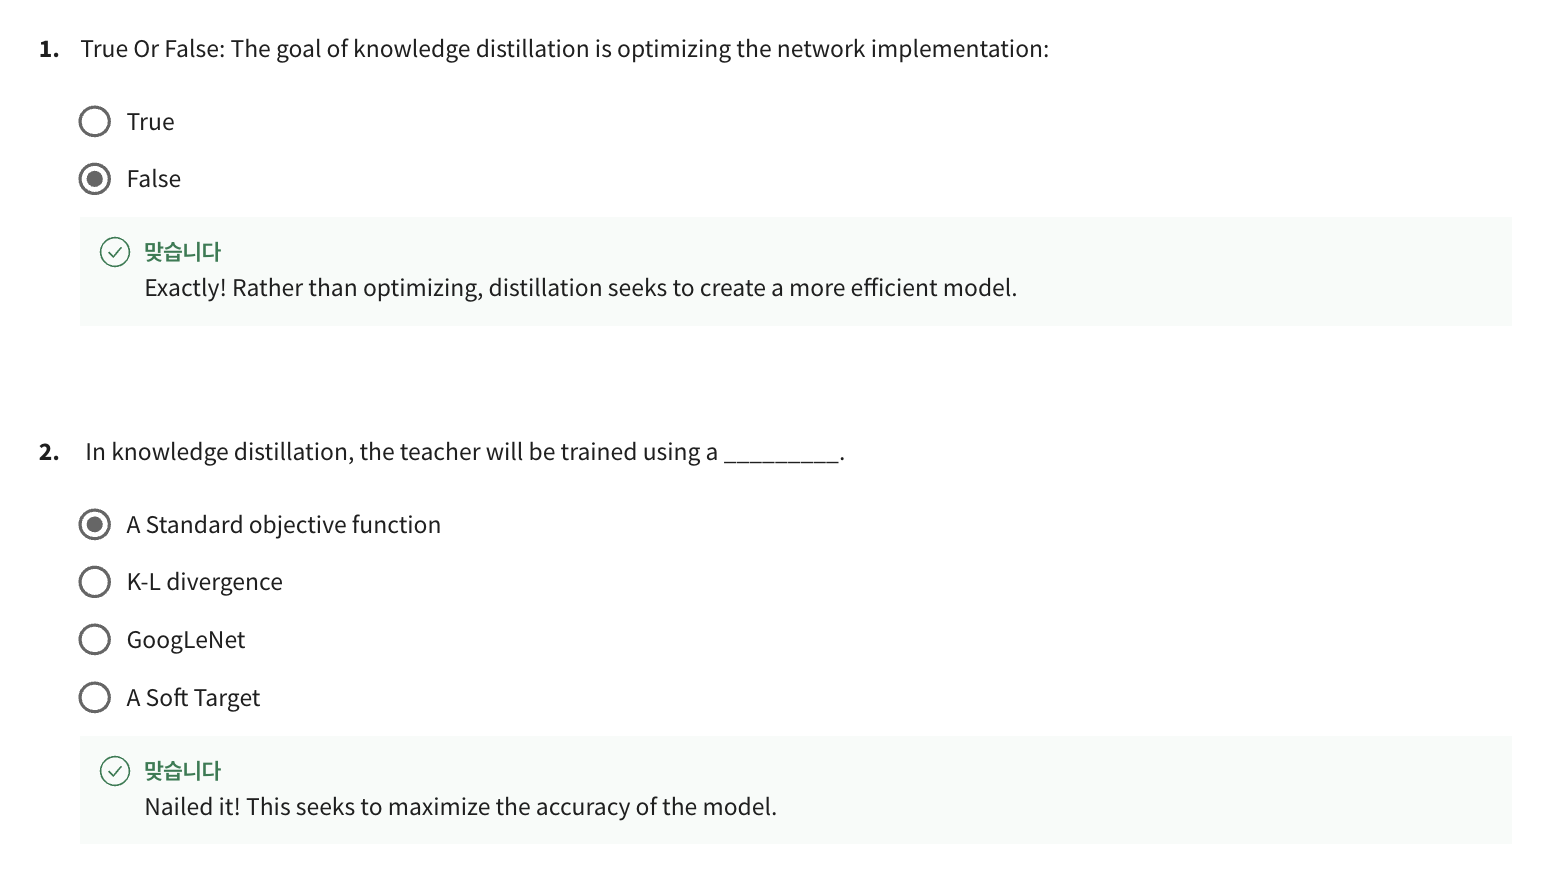 1. True Or False: The goal of knowledge distillation is optimizing the network implementation:
True
False
맞습니다
Exactly! Rather than optimizing, distillation seeks to create a more efficient model.
2. In knowledge distillation, the teacher will be trained using a _________.
A Standard objective function
K-L divergence
GoogLeNet
A Soft Target
맞습니다
Nailed it! This seeks to maximize the accuracy of the model.